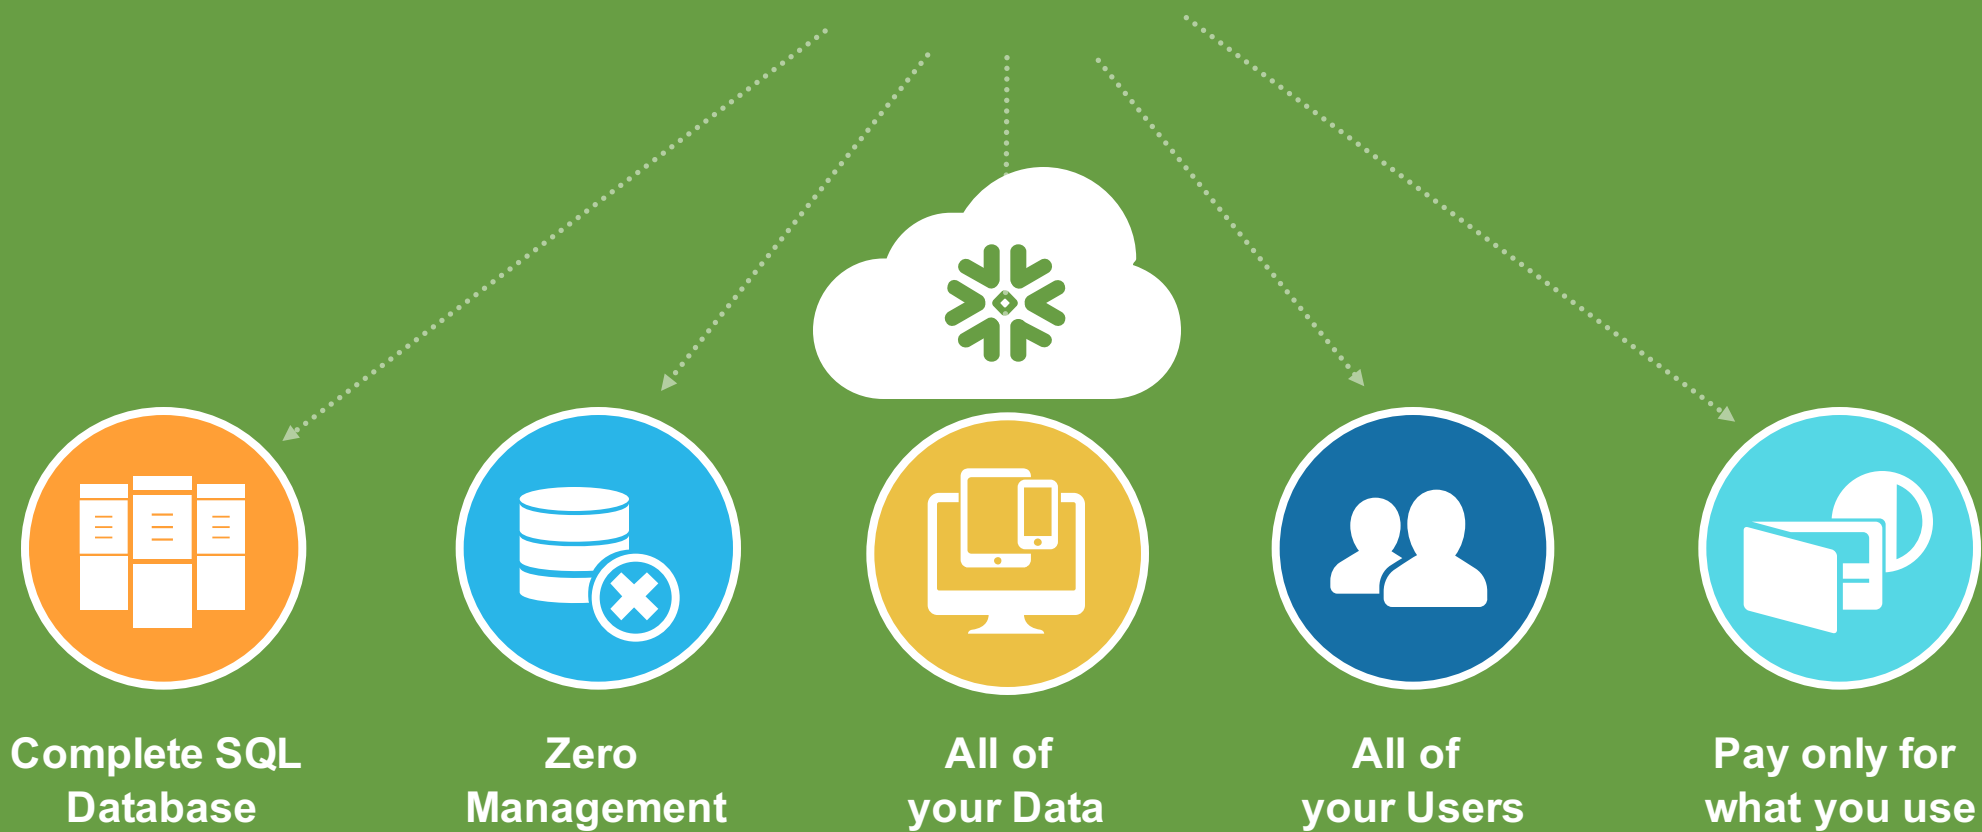 Complete SQL
Database
Zero
Management
All of
your Data
All of
your Users
Pay only for
what you use